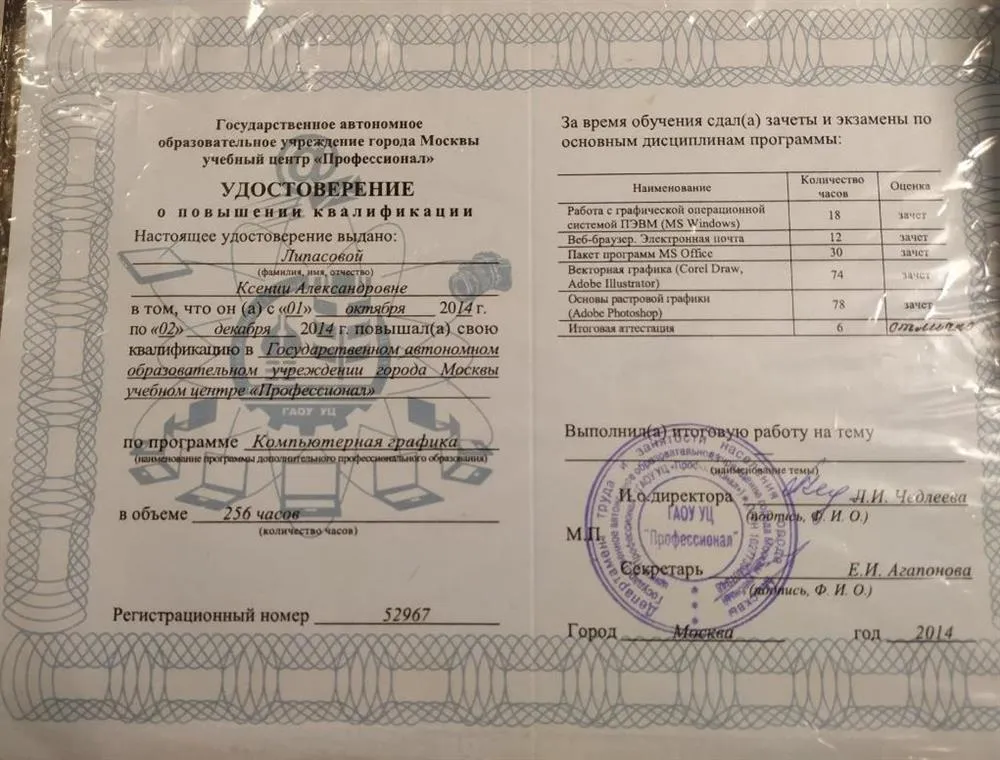 Государственное автономное
образовательное учреждение города Москвы
учебный центр «Профессионал»
УДОСТОВЕРЕНИЕ
о повышении квалификации
Настоящее удостоверение выдано:
Липасовой
(фамилия, имя, отчество)
Ксении Александровне
в том, что он (а) с «01» октября 2014 г.
по «02» декабря 2014 г. повышал(а) свою
квалификацию в Государственном автономном
образовательном учреждении города Москвы
учебном центре «Профессионал»
ГАОУ УЦ
по программе Компьютерная графика
(наименование программы дополнительного профессионального образования)
в объеме 256 часов
(количество часов)
Регистрационный номер 52967
За время обучения сдал(а) зачеты и экзамены по
основным дисциплинам программы:
Наименование Количество часов Оценка
Работа с графической операционной
системой ПЭВМ (MS Windows) 18 зачет
Веб-браузер. Электронная почта 12 зачет
Пакет программ MS Office 30 зачет
Векторная графика (Corel Draw,
Adobe Illustrator) 74 зачет
Основы растровой графики
(Adobe Photoshop) 78 зачет
Итоговая аттестация 6 отлично
Выполнил(а) итоговую работу на тему
(наименование темы)
И.о.директора Л.И. Чедлеева
(подпись, Ф. И. О.)
М.П.
Секретарь Е.И. Агапонова
(подпись, Ф. И. О.)
Город Москва год 2014
Департамент труда и занятости населения города Москвы
ГАОУ УЦ
"Профессионал"